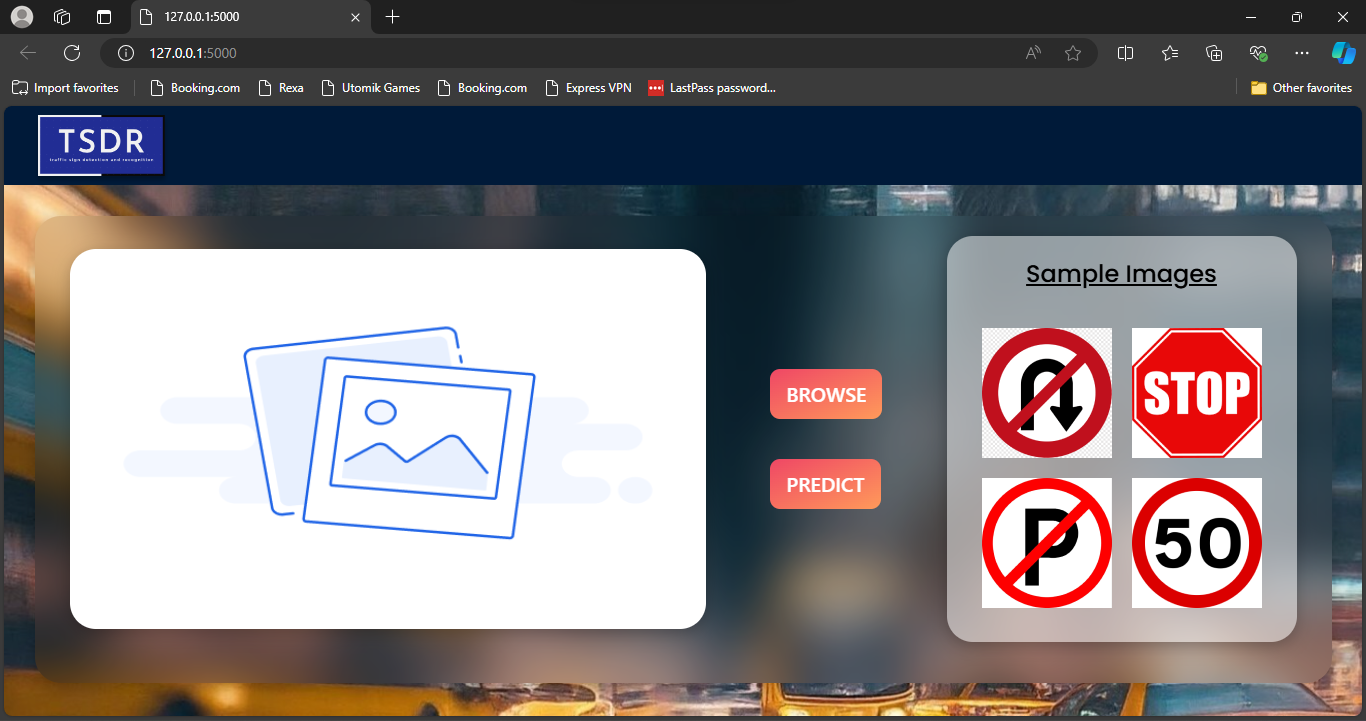 127.0.0.1:5000
127.0.0.1:5000
Import favorites
Booking.com
Rexa
Utomik Games
Booking.com
Express VPN
LastPass password...
Other favorites
TSDR
traffic sign detection and recognition
Sample Images
STOP
BROWSE
PREDICT
P
50